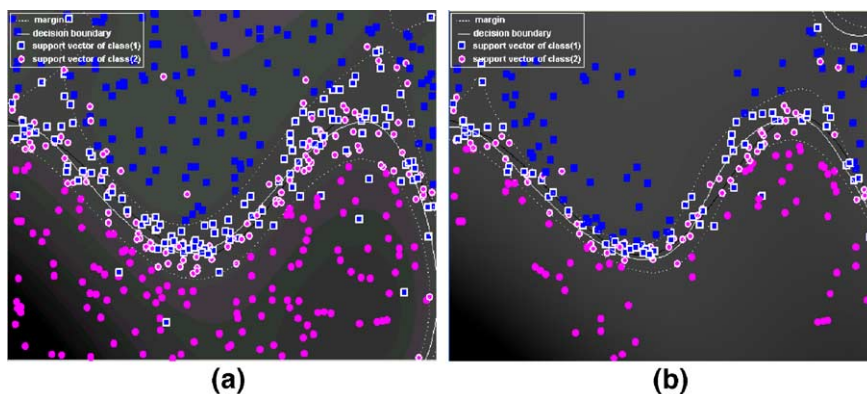 margin
decision boundary
support vector of class(1)
support vector of class(2)
margin
decision boundary
support vector of class(1)
support vector of class(2)
(a)
(b)